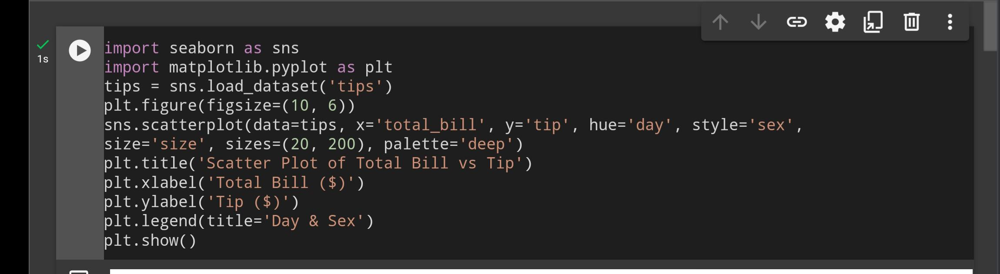 import seaborn as sns
1s
import matplotlib.pyplot as plt
tips = sns.load_dataset('tips')
plt.figure(figsize=(10, 6))
sns.scatterplot(data=tips, x='total_bill', y='tip', hue='day', style='sex',
size='size', sizes=(20, 200), palette='deep')
plt.title('Scatter Plot of Total Bill vs Tip')
plt.xlabel('Total Bill ($)')
plt.ylabel('Tip ($)')
plt.legend(title='Day & Sex')
plt.show()